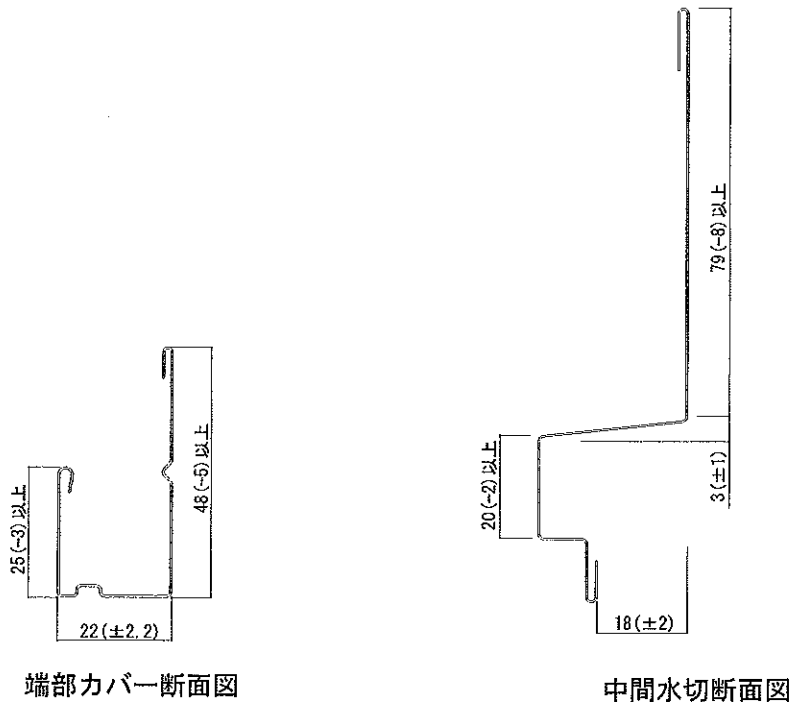 25(-3)以上
48(-5)以上
22(±2,2)
端部カバー断面図
79(-8)以上
20(-2)以上
3(±1)
18(±2)
中間水切断面図